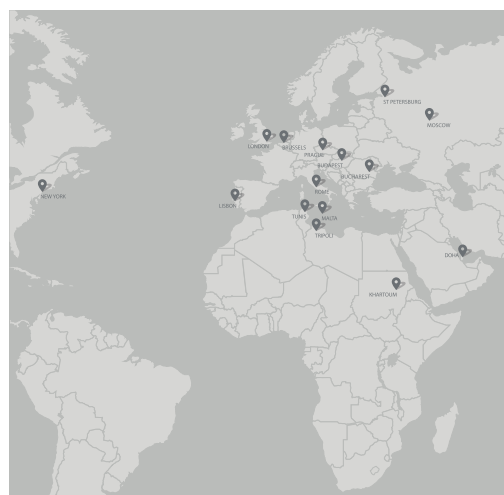 ST PETERSBURG
MOSCOW
LONDON
BRUSSELS
PRAGUE
BUDAPEST
BUCHAREST
ROME
NEW YORK
LISBON
TUNIS
MALTA
TRIPOLI
DOHA
KHARTOUM